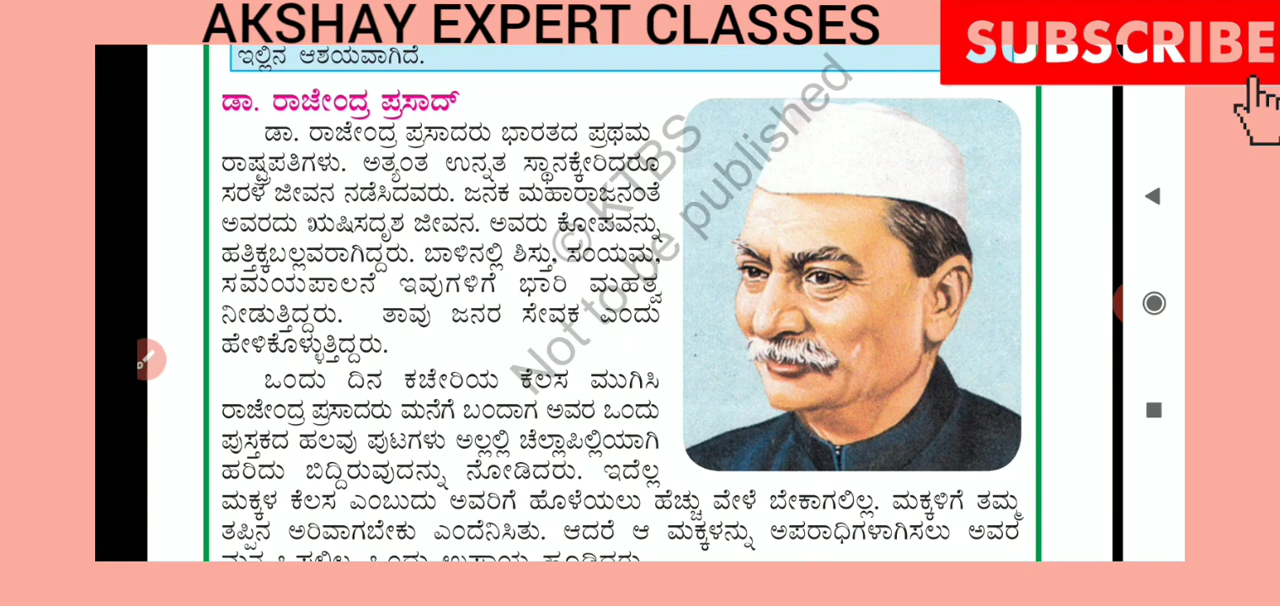 AKSHAY EXPERT CLASSES
SUBSCRIBE
ಇಲ್ಲಿನ ಆಶಯವಾಗಿದೆ.
ಡಾ. ರಾಜೇಂದ್ರ ಪ್ರಸಾದ್
ಡಾ. ರಾಜೇಂದ್ರ ಪ್ರಸಾದರು ಭಾರತದ ಪ್ರಥಮ
ರಾಷ್ಟ್ರಪತಿಗಳು. ಅತ್ಯಂತ ಉನ್ನತ ಸ್ಥಾನಕ್ಕೇರಿದರೂ
ಸರಳ ಜೀವನ ನಡೆಸಿದವರು. ಜನಕ ಮಹಾರಾಜನಂತೆ
ಅವರದು ಋಷಿಸದೃಶ ಜೀವನ. ಅವರು ಕೋಪವನ್ನು
ಹತ್ತಿಕ್ಕಬಲ್ಲವರಾಗಿದ್ದರು. ಬಾಳಿನಲ್ಲಿ ಶಿಸ್ತು, ಸಂಯಮ,
ಸಮಯಪಾಲನೆ ಇವುಗಳಿಗೆ ಭಾರಿ ಮಹತ್ವ
ನೀಡುತ್ತಿದ್ದರು. ತಾವು ಜನರ ಸೇವಕ ಎಂದು
ಹೇಳಿಕೊಳ್ಳುತ್ತಿದ್ದರು.
ಒಂದು ದಿನ ಕಚೇರಿಯ ಕೆಲಸ ಮುಗಿಸಿ
ರಾಜೇಂದ್ರ ಪ್ರಸಾದರು ಮನೆಗೆ ಬಂದಾಗ ಅವರ ಒಂದು
ಪುಸ್ತಕದ ಹಲವು ಪುಟಗಳು ಅಲ್ಲಲ್ಲಿ ಚೆಲ್ಲಾಪಿಲ್ಲಿಯಾಗಿ
ಹರಿದು ಬಿದ್ದಿರುವುದನ್ನು ನೋಡಿದರು. ಇದೆಲ್ಲ
ಮಕ್ಕಳ ಕೆಲಸ ಎಂಬುದು ಅವರಿಗೆ ಹೊಳೆಯಲು ಹೆಚ್ಚು ವೇಳೆ ಬೇಕಾಗಲಿಲ್ಲ. ಮಕ್ಕಳಿಗೆ ತಮ್ಮ
ತಪ್ಪಿನ ಅರಿವಾಗಬೇಕು ಎಂದೆನಿಸಿತು. ಆದರೆ ಆ ಮಕ್ಕಳನ್ನು ಅಪರಾಧಿಗಳಾಗಿಸಲು ಅವರ
© KTBS
Not to be published